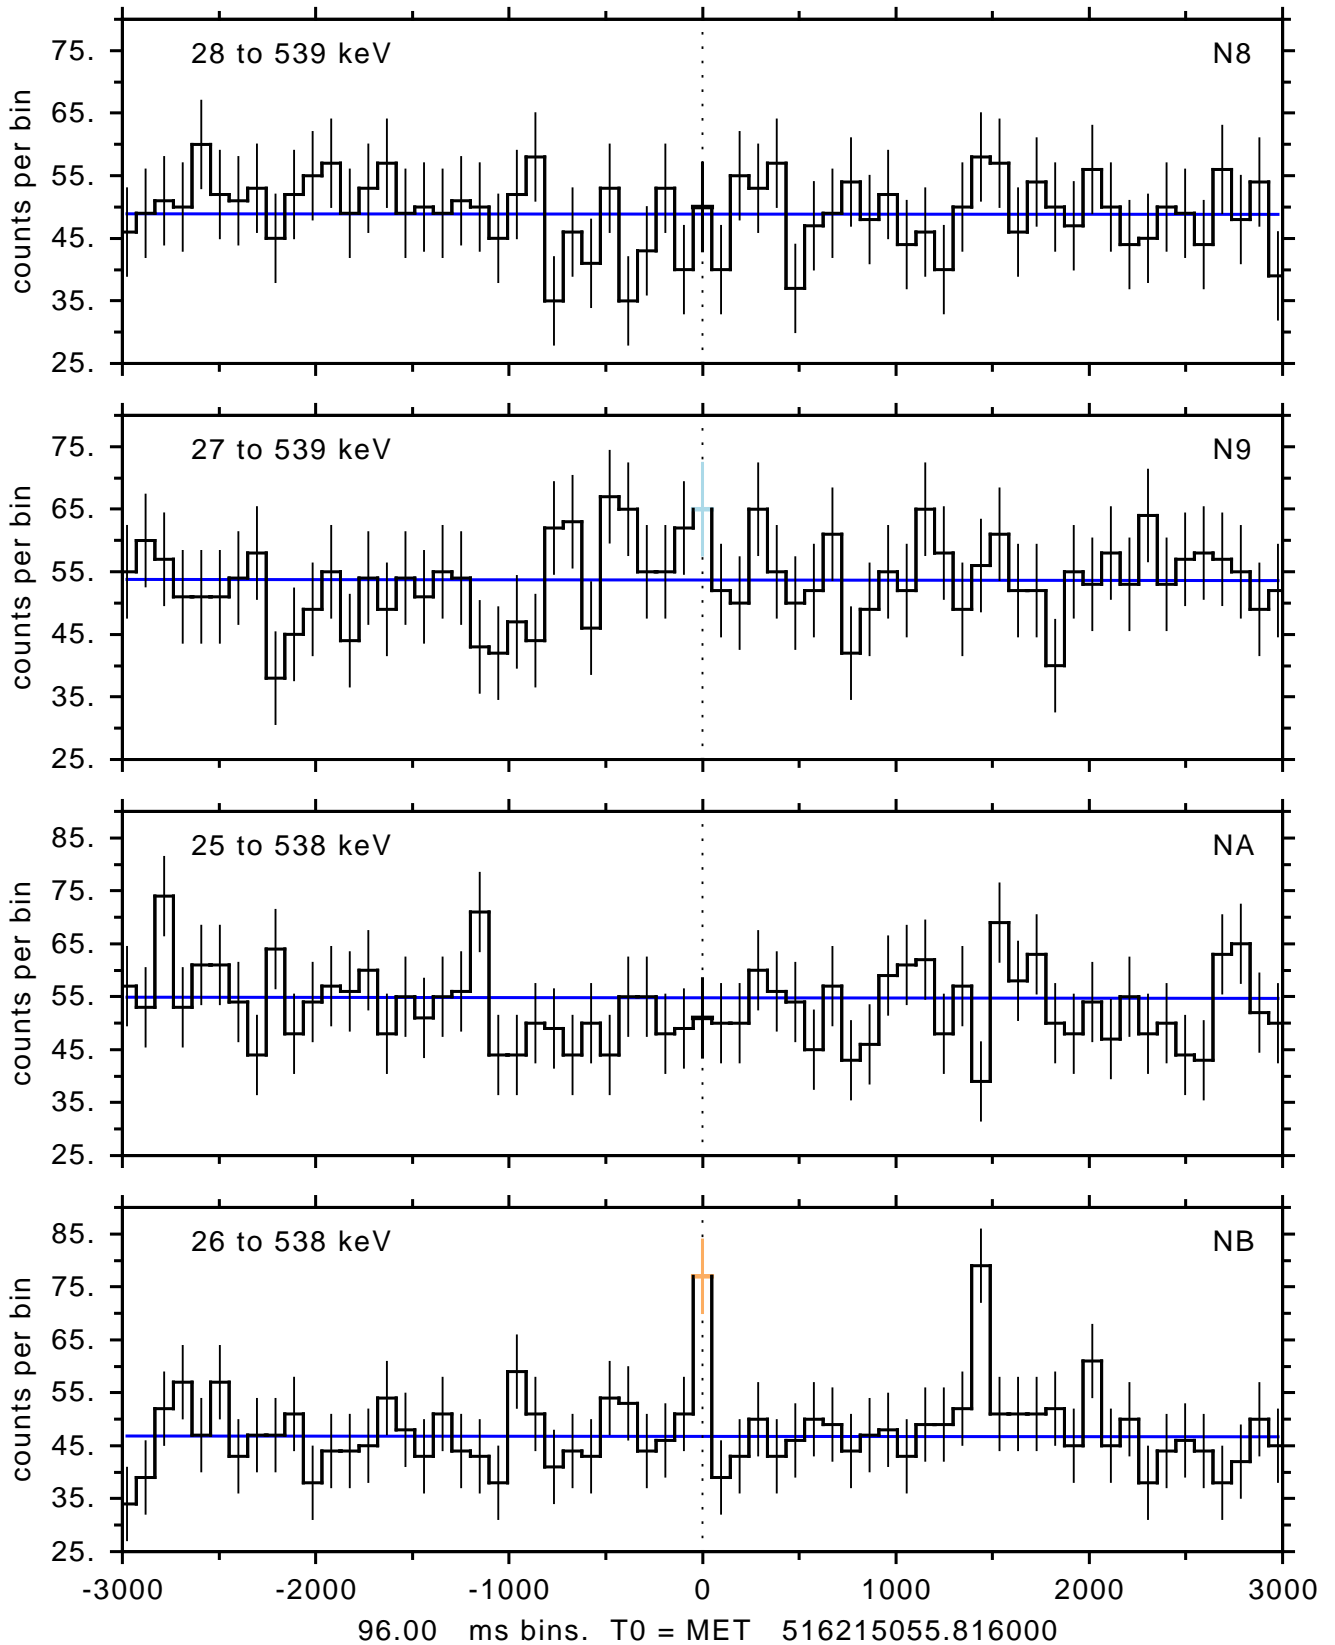 28 to 539 keV N8
75.
65.
55.
45.
35.
25.
counts per bin
27 to 539 keV N9
75.
65.
55.
45.
35.
25.
counts per bin
25 to 538 keV NA
85.
75.
65.
55.
45.
35.
25.
counts per bin
26 to 538 keV NB
85.
75.
65.
55.
45.
35.
25.
counts per bin
-3000 -2000 -1000 0 1000 2000 3000
96.00 ms bins. T0 = MET 516215055.816000